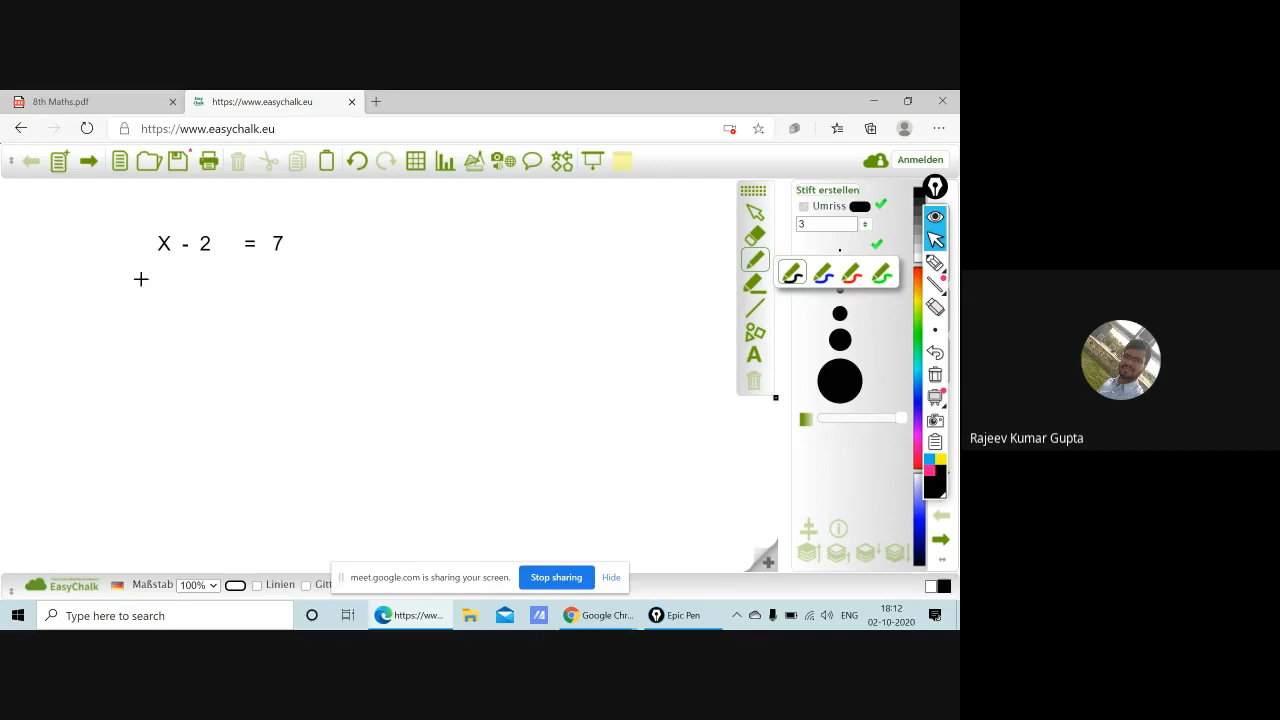 8th Maths.pdf
https://www.easychalk.eu
https://www.easychalk.eu
Anmelden
Stift erstellen
Umriss
3
X - 2 = 7
A
Rajeev Kumar Gupta
meet.google.com is sharing your screen.
Stop sharing
Hide
EasyChalk
Maßstab
100%
Linien
Gitt
Type here to search
https://ww...
Google Chr...
Epic Pen
ENG
18:12
02-10-2020